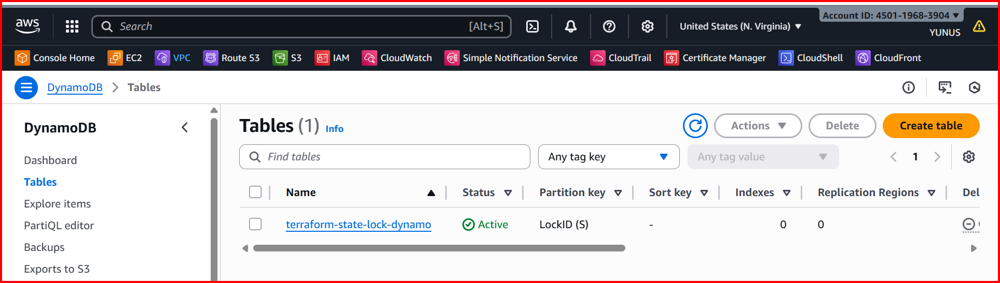 aws
Search [Alt+S]
United States (N. Virginia)
Account ID: 4501-1968-3904
YUNUS
Console Home EC2 VPC Route 53 S3 IAM CloudWatch Simple Notification Service CloudTrail Certificate Manager CloudShell CloudFront
DynamoDB Tables
DynamoDB
Dashboard
Tables
Explore items
PartiQL editor
Backups
Exports to S3
Tables (1) Info
Actions Delete Create table
Find tables Any tag key Any tag value 1
Name Status Partition key Sort key Indexes Replication Regions Del
terraform-state-lock-dynamo Active LockID (S) - 0 0